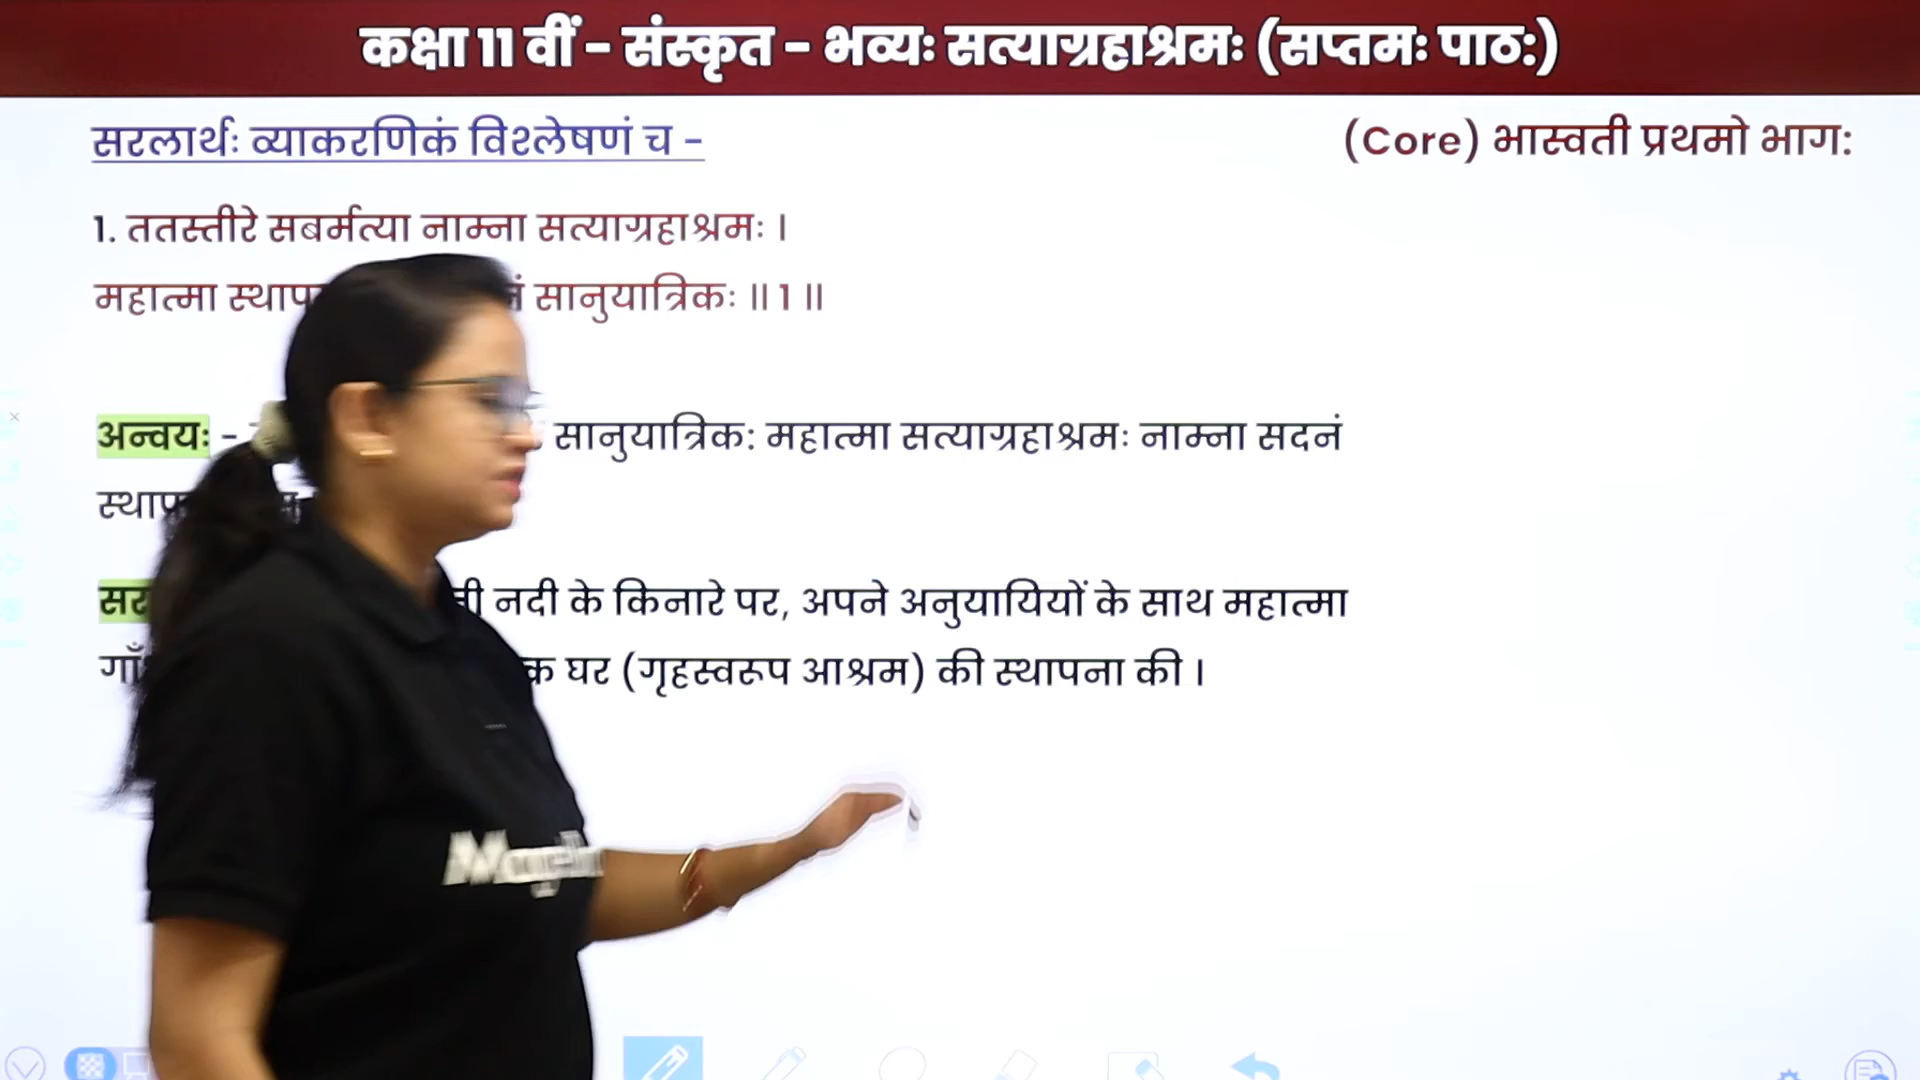 कक्षा 11 वीं - संस्कृत - भव्यः सत्याग्रहाश्रमः (सप्तमः पाठ:)
सरलार्थः व्याकरणिकं विश्लेषणं च -
(Core) भास्वती प्रथमो भाग:
1. ततस्तीरे सबर्मत्या नाम्ना सत्याग्रहाश्रमः ।
महात्मा सानुयात्रिकः ॥ 1 ॥
अन्वयः - सानुयात्रिक: महात्मा सत्याग्रहाश्रमः नाम्ना सदनं
नदी के किनारे पर, अपने अनुयायियों के साथ महात्मा
घर (गृहस्वरूप आश्रम) की स्थापना की ।